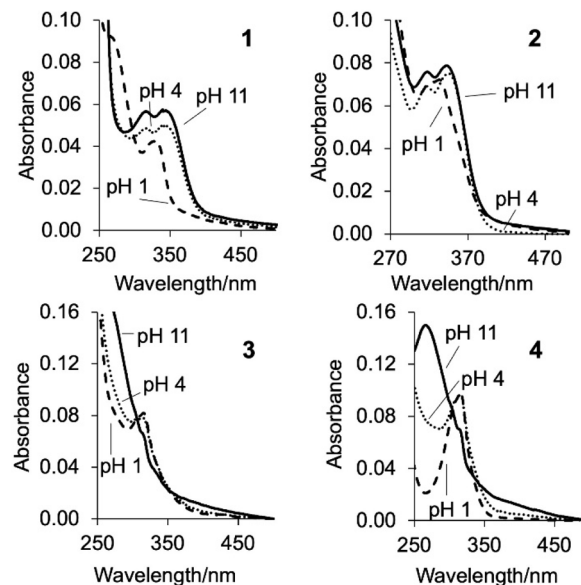 0.10
0.08
0.06
0.04
0.02
0.00
Absorbance
1
pH 4
pH 11
pH 1
250 350 450
Wavelength/nm
0.10
0.08
0.06
0.04
0.02
0.00
Absorbance
2
pH 11
pH 1
pH 4
270 370 470
Wavelength/nm
0.16
0.12
0.08
0.04
0.00
Absorbance
pH 11
3
pH 4
pH 1
250 350 450
Wavelength/nm
0.16
0.12
0.08
0.04
0.00
Absorbance
pH 11
4
pH 4
pH 1
250 350 450
Wavelength/nm